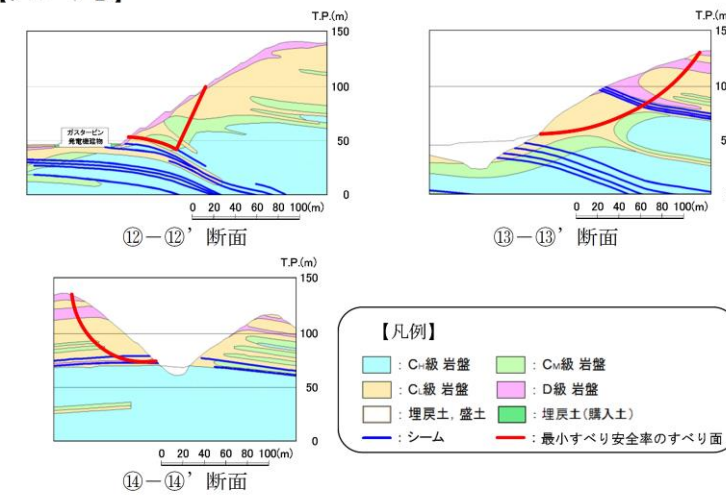 T.P.(m)
150
100
50
0
ガスタービン
発電機建物
0 20 40 60 80 100(m)
⑫－⑫’ 断面
T.P.(m)
100
0 20 40 60 80 100(m)
⑬－⑬’ 断面
T.P.(m)
150
100
50
0
0 20 40 60 80 100(m)
⑭－⑭’ 断面
【凡例】
: CH級 岩盤
: CM級 岩盤
: CL級 岩盤
: D級 岩盤
: 埋戻土，盛土
: 埋戻土（購入土）
: シーム
: 最小すべり安全率のすべり面